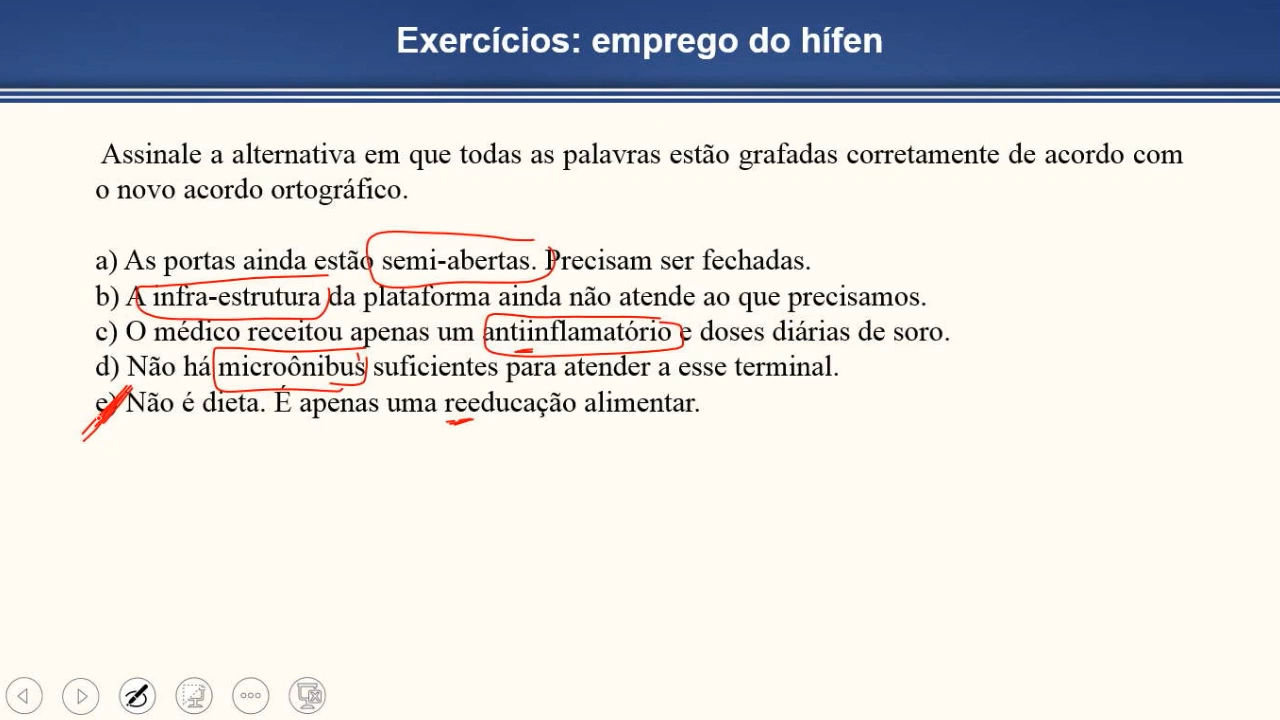 Exercícios: emprego do hífen
Assinale a alternativa em que todas as palavras estão grafadas corretamente de acordo com
o novo acordo ortográfico.
a) As portas ainda estão semi-abertas. Precisam ser fechadas.
b) A infra-estrutura da plataforma ainda não atende ao que precisamos.
c) O médico receitou apenas um antiinflamatório e doses diárias de soro.
d) Não há microônibus suficientes para atender a esse terminal.
e) Não é dieta. É apenas uma reeducação alimentar.